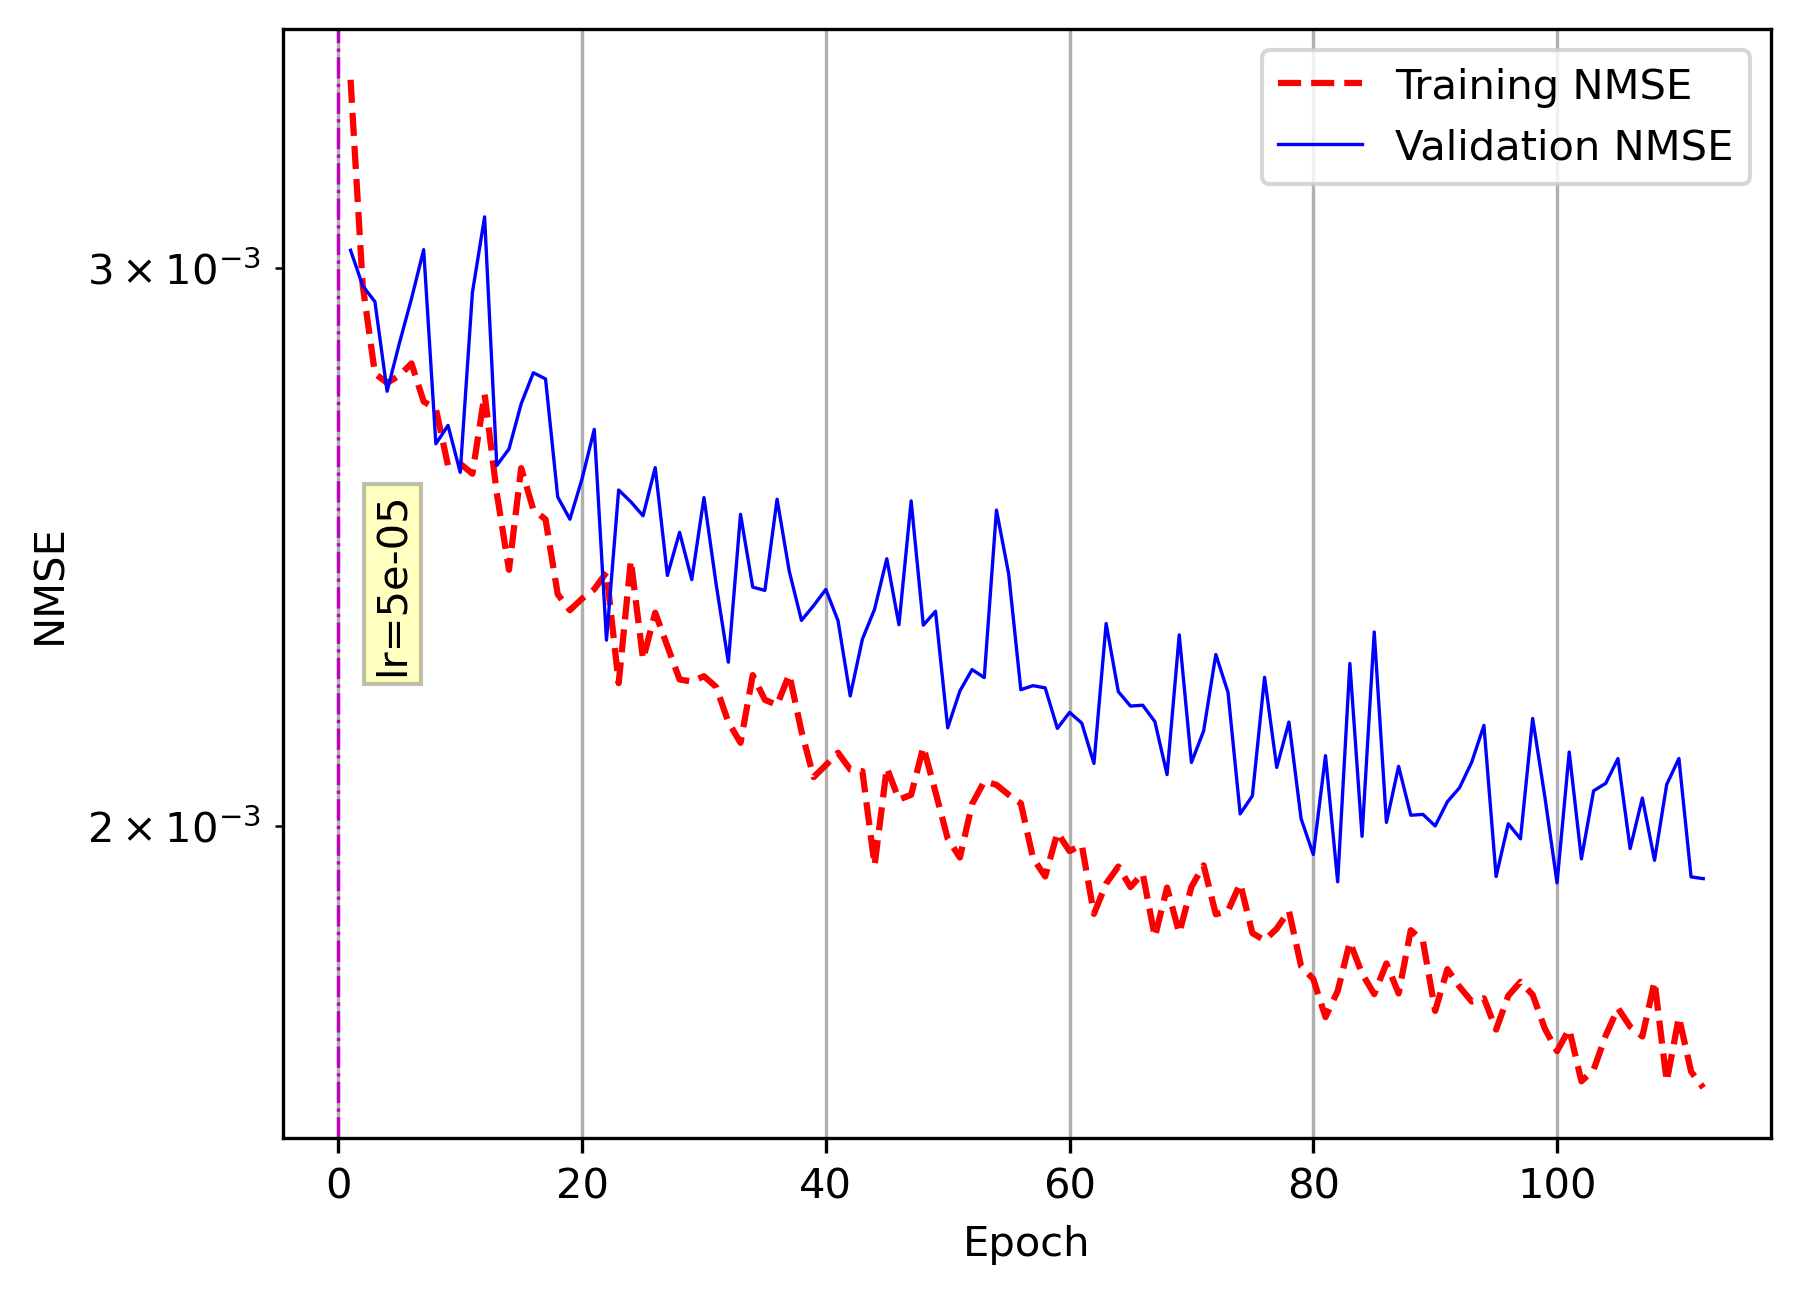 Training NMSE
Validation NMSE
3 × 10⁻³
2 × 10⁻³
NMSE
lr=5e-05
0 20 40 60 80 100
Epoch